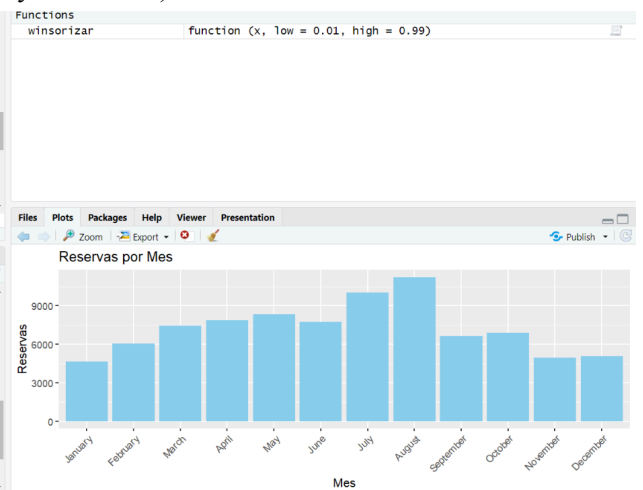 Functions
winsorizar function (x, low = 0.01, high = 0.99)
Files Plots Packages Help Viewer Presentation
Zoom Export Publish
Reservas por Mes
Reservas
9000
6000
3000
0
January February March April May June July August September October November December
Mes